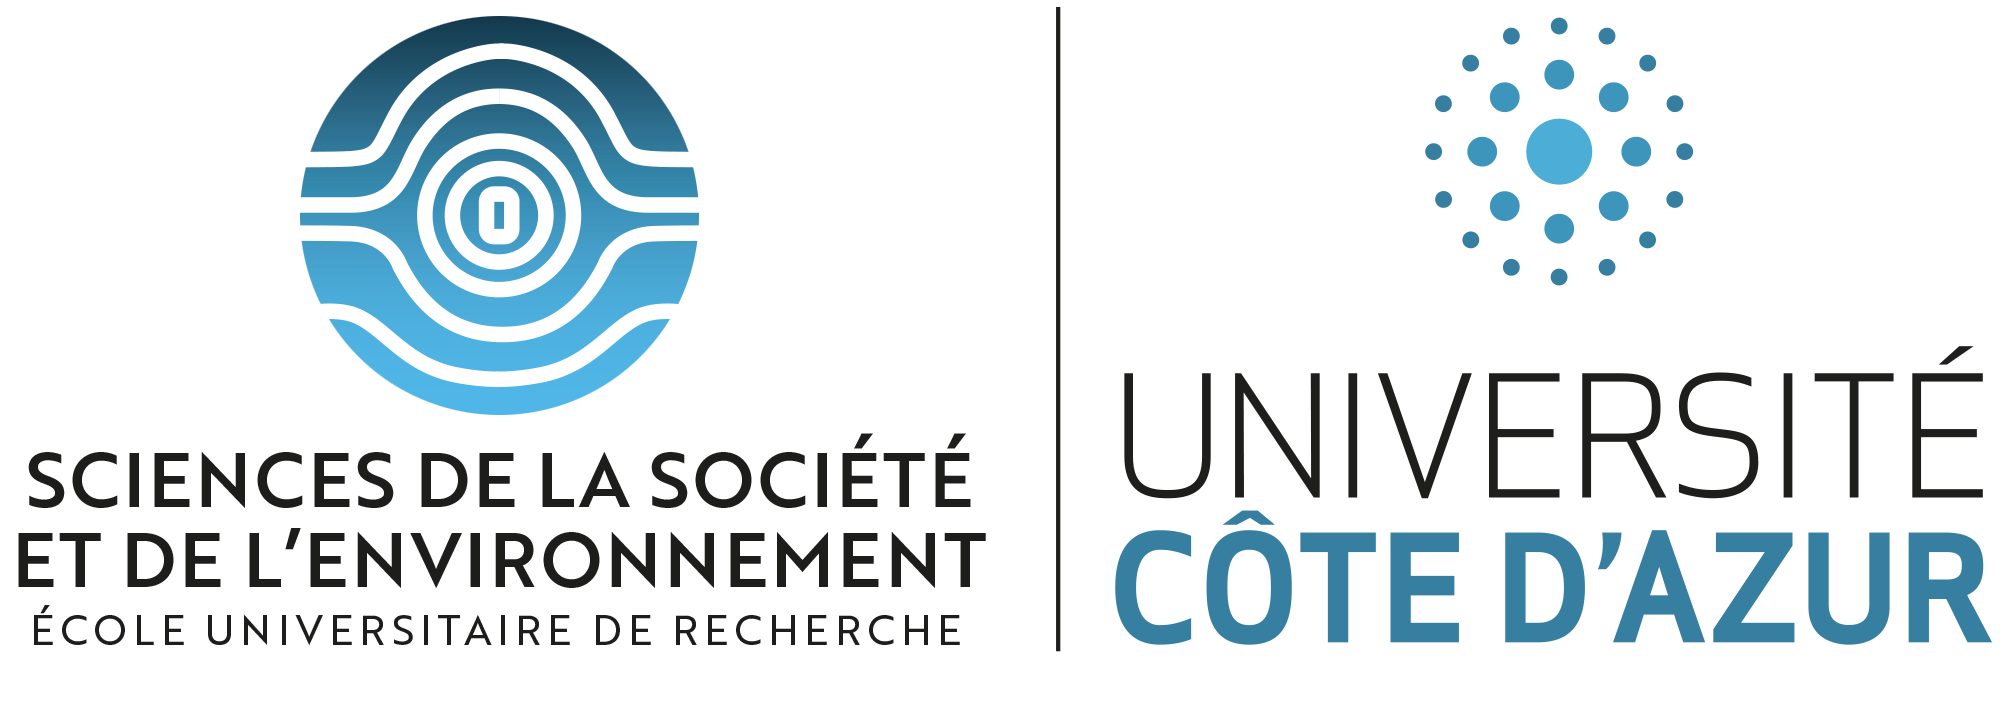 SCIENCES DE LA SOCIÉTÉ
ET DE L’ENVIRONNEMENT
ÉCOLE UNIVERSITAIRE DE RECHERCHE
UNIVERSITÉ
CÔTE D’AZUR